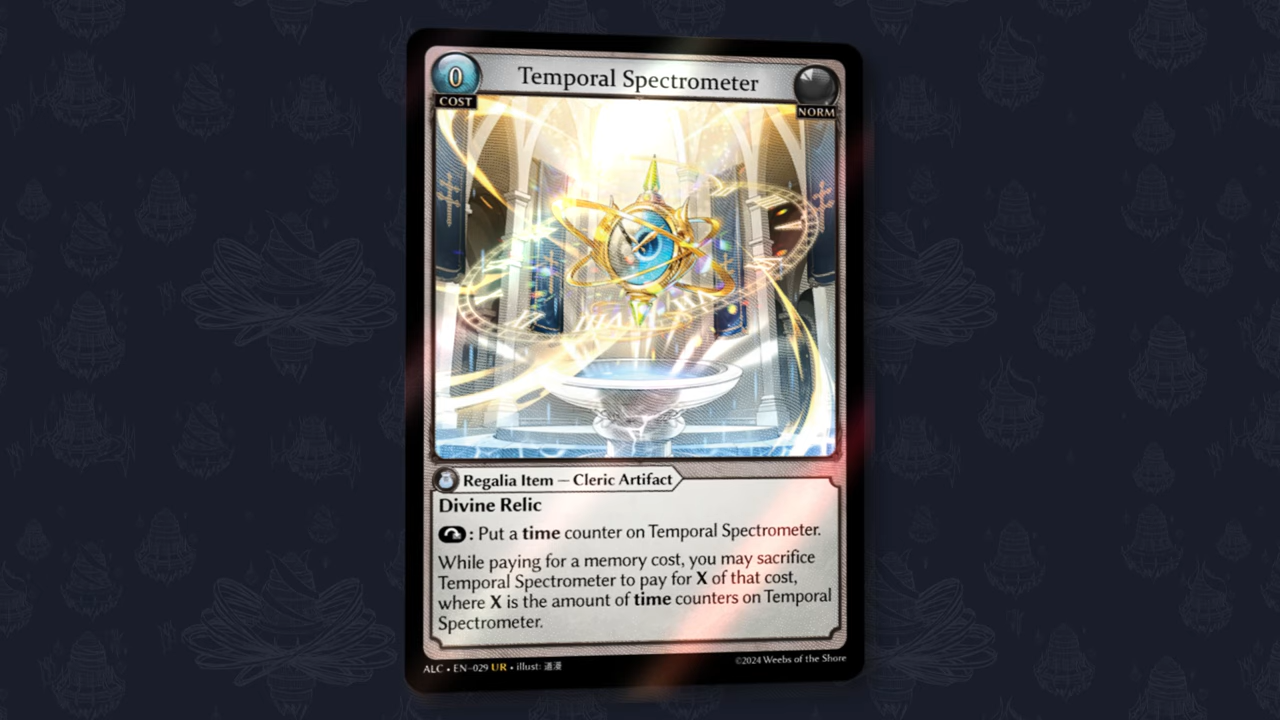 0
COST
Temporal Spectrometer
NORM
Regalia Item — Cleric Artifact
Divine Relic
: Put a time counter on Temporal Spectrometer.
While paying for a memory cost, you may sacrifice
Temporal Spectrometer to pay for X of that cost,
where X is the amount of time counters on Temporal
Spectrometer.
ALC • EN-029 UR • illust:
©2024 Weebs of the Shore